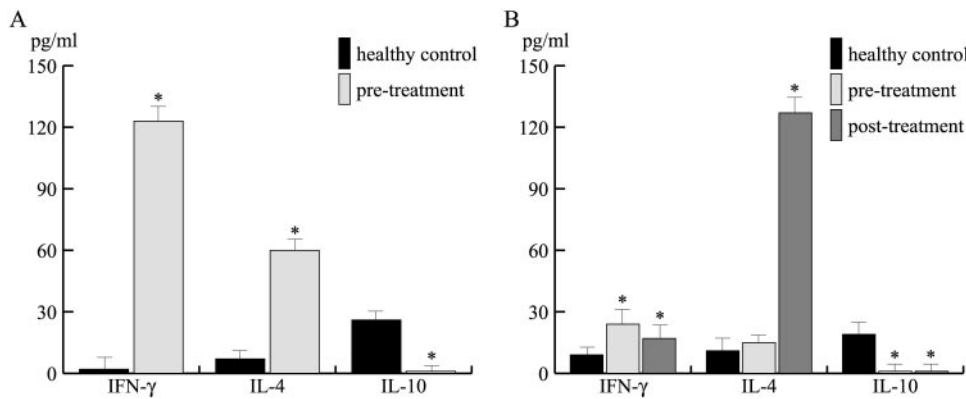 A
pg/ml
150
120
90
60
30
0
healthy control
pre-treatment
*
*
*
IFN-γ IL-4 IL-10
B
pg/ml
150
120
90
60
30
0
healthy control
pre-treatment
post-treatment
*
*
*
*
*
IFN-γ IL-4 IL-10